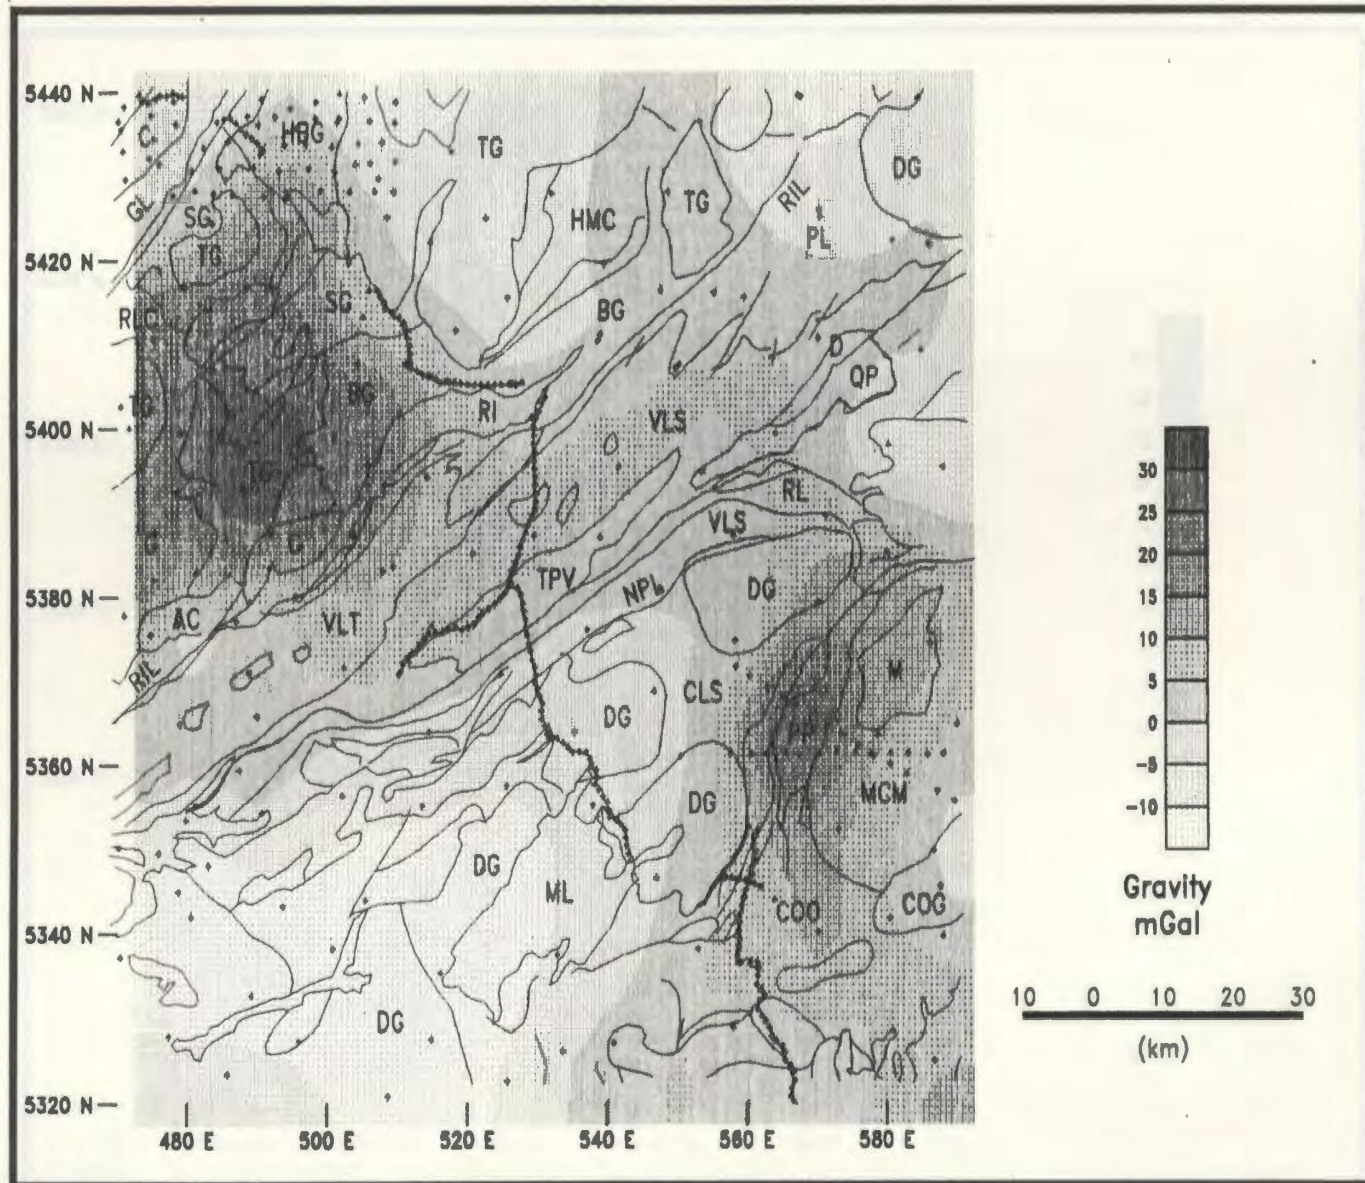 5440 N
5420 N
5400 N
5380 N
5360 N
5340 N
5320 N
480 E 500 E 520 E 540 E 560 E 580 E
C
HBG
TG
DG
GL
SG
TG
HMC
TG
RIL
PL
SG
BG
D
QP
BG
RI
VLS
RL
VLS
G
TPV
NPL
DG
AC
VLT
RIL
M
CLS
DG
DG
MCM
DG
ML
COO
COG
DG
30
25
20
15
10
5
0
-5
-10
Gravity
mGal
10 0 10 20 30
(km)